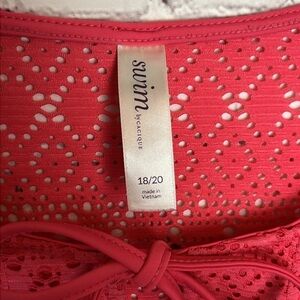 swim
by CACIQUE
18/20
made in
Vietnam